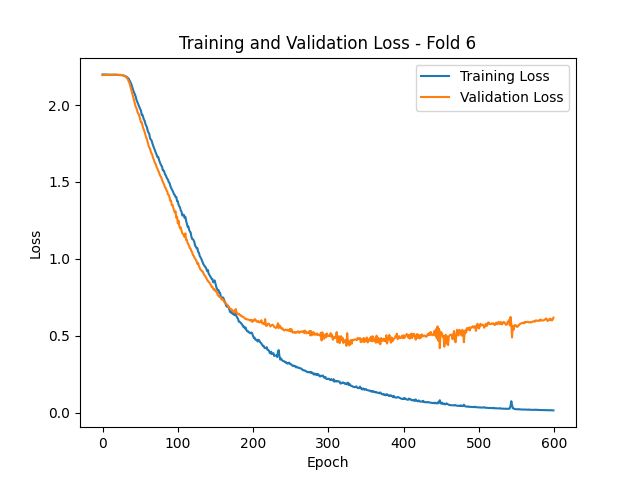 Training and Validation Loss - Fold 6
Training Loss
Validation Loss
2.0
1.5
1.0
0.5
0.0
Loss
0 100 200 300 400 500 600
Epoch